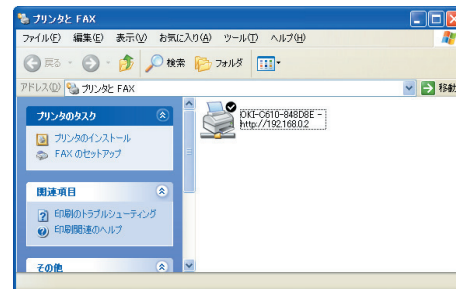 プリンタと FAX
ファイル(F) 編集(E) 表示(V) お気に入り(A) ツール(T) ヘルプ(H)
戻る 検索 フォルダ
アドレス(D) プリンタと FAX 移動
プリンタのタスク
プリンタのインストール
FAX のセットアップ
関連項目
印刷のトラブルシューティング
印刷関連のヘルプ
その他
OKI-C610-848D8E -
http://192.168.0.2